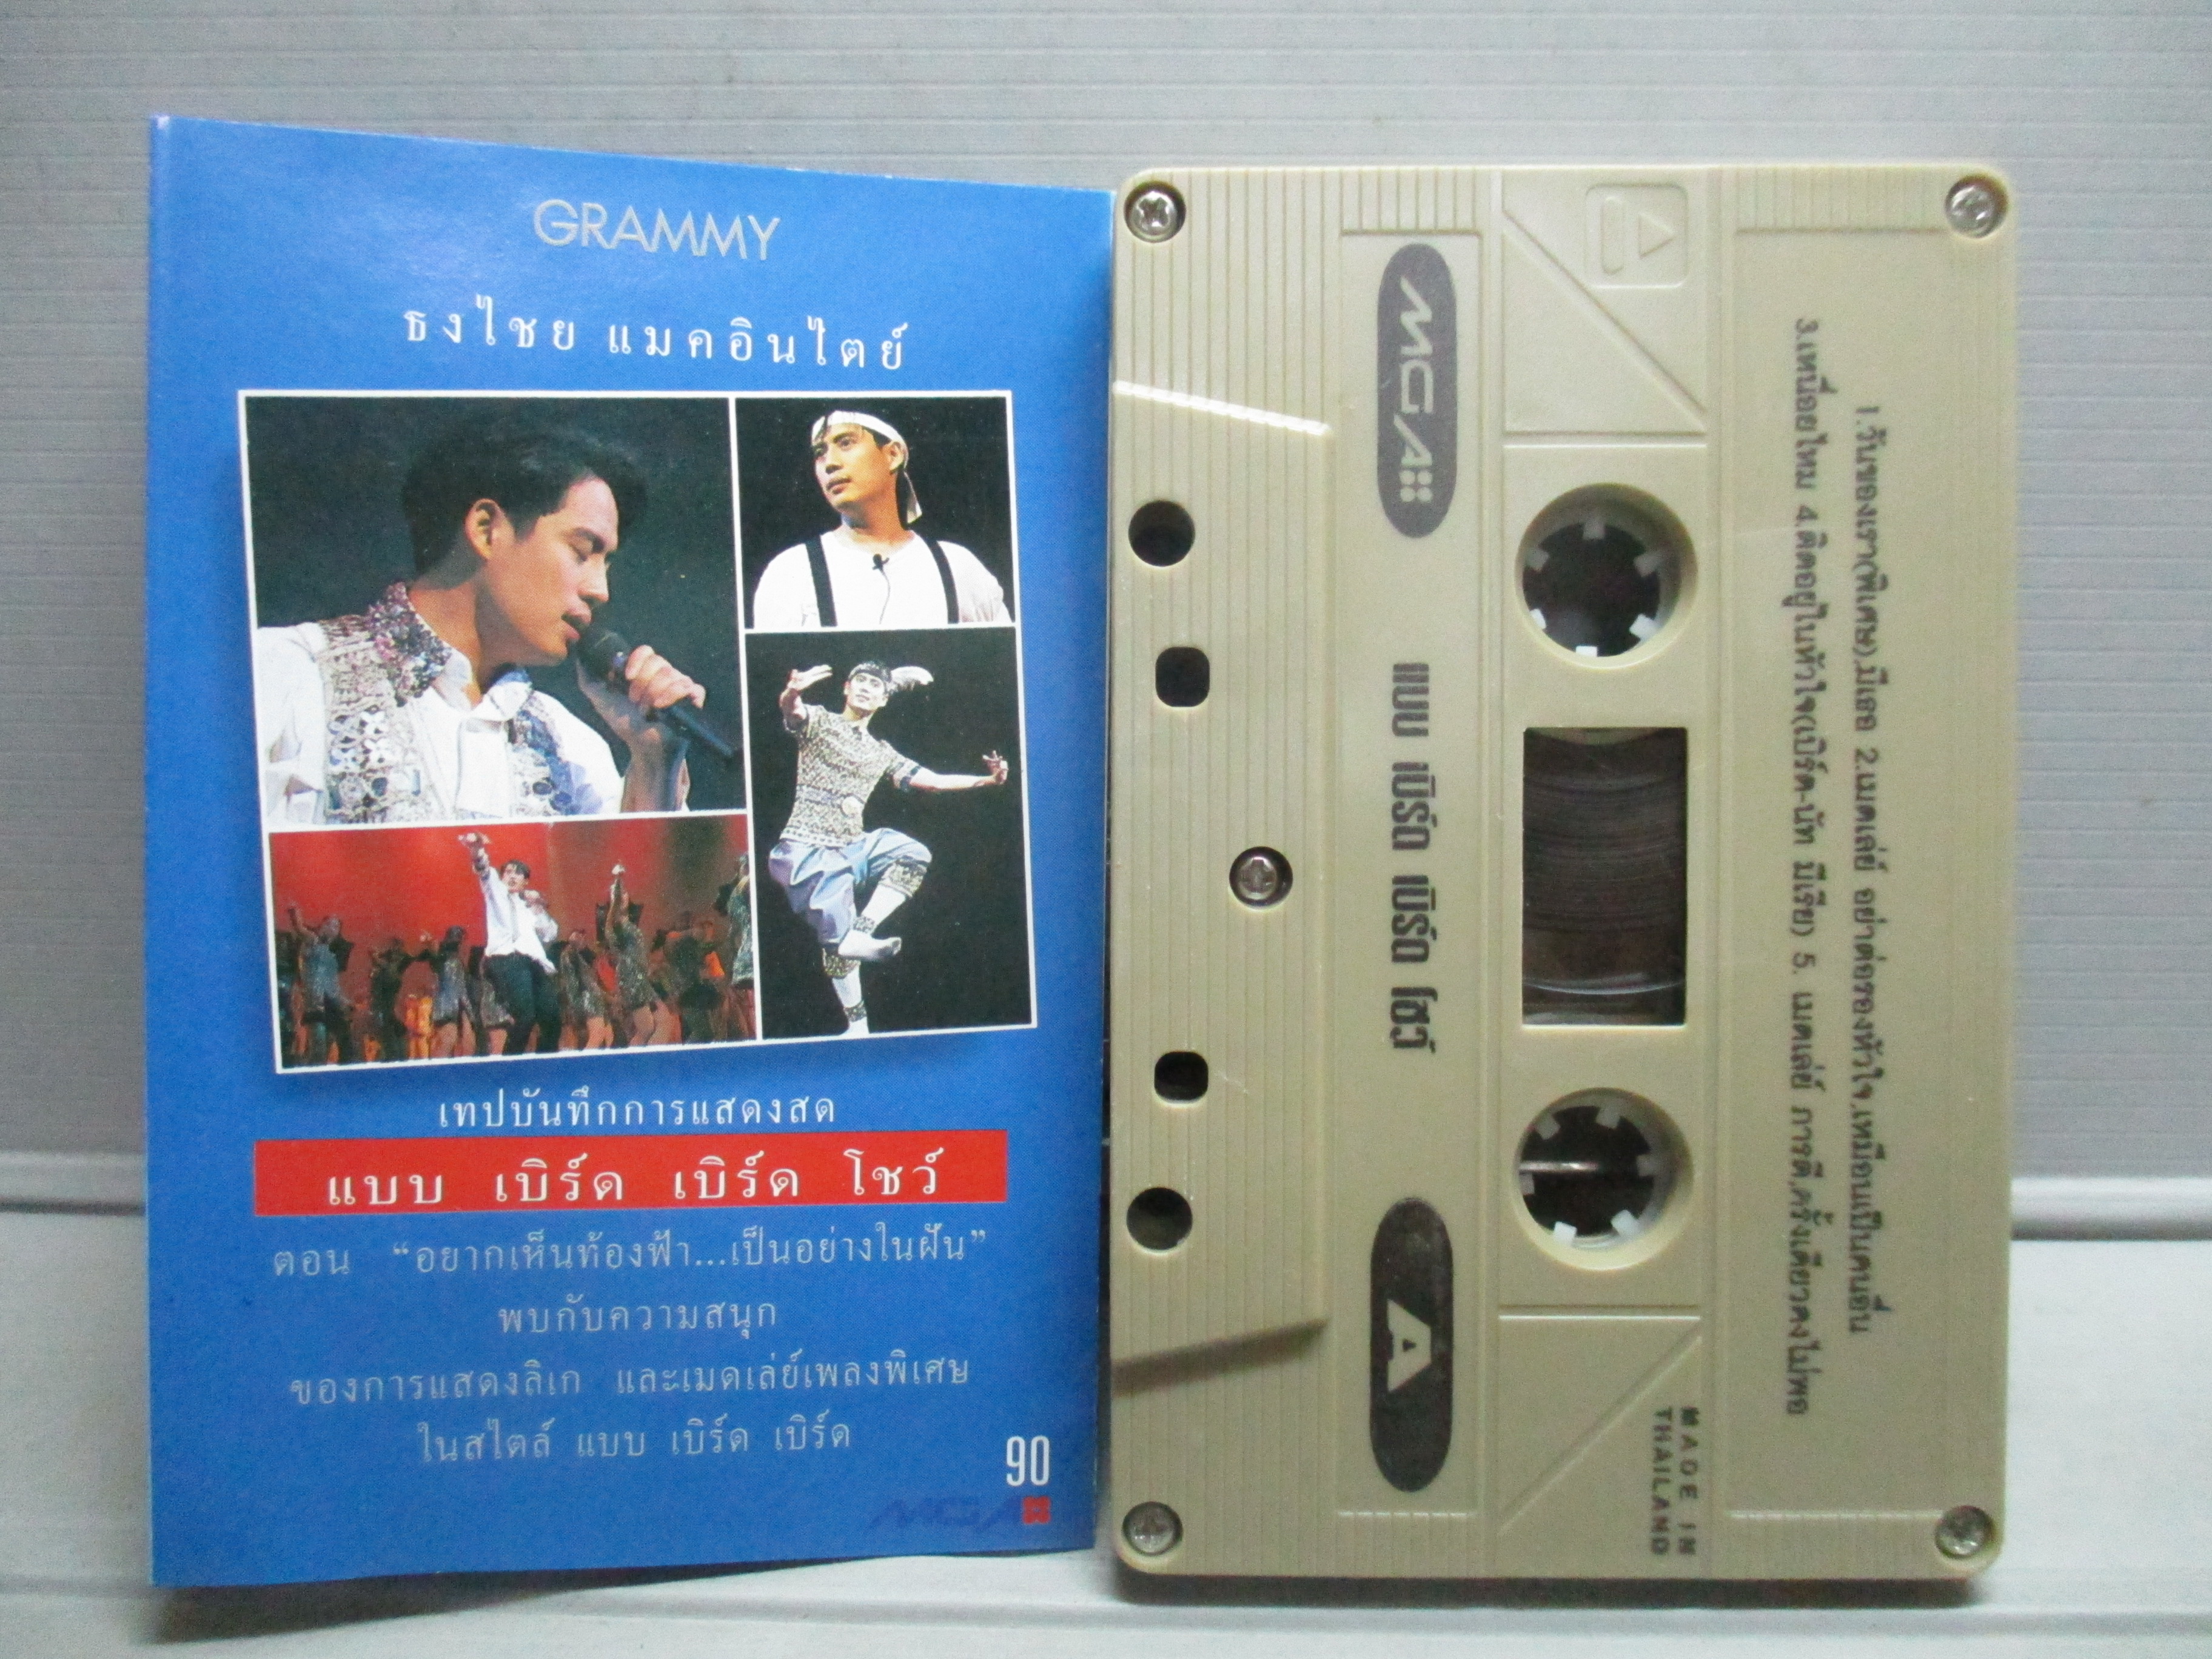 GRAMMY
ธงไชย แมคอินไตย์
เทปบันทึกการแสดงสด
แบบ เบิร์ด เบิร์ด โชว์
ตอน “อยากเห็นท้องฟ้า...เป็นอย่างในฝัน”
พบกับความสนุก
ของการแสดงลิเก และเมดเล่ย์เพลงพิเศษ
ในสไตล์ แบบ เบิร์ด เบิร์ด
90
MGA
MGA
แบบ เบิร์ด เบิร์ด โชว์
A
1.วันของเรา(พิเศษ),มีเธอ 2.เมดเล่ย์ อย่าต่อรองหัวใจ,เหมือนเป็นคนอื่น
3.เหนื่อยไหม 4.ติดอยู่ในหัวใจ(เบิร์ด-นัท มีเรีย) 5. เมดเล่ย์ ภารตี,ครั้งเดียวคงไม่พอ
MADE IN
THAILAND